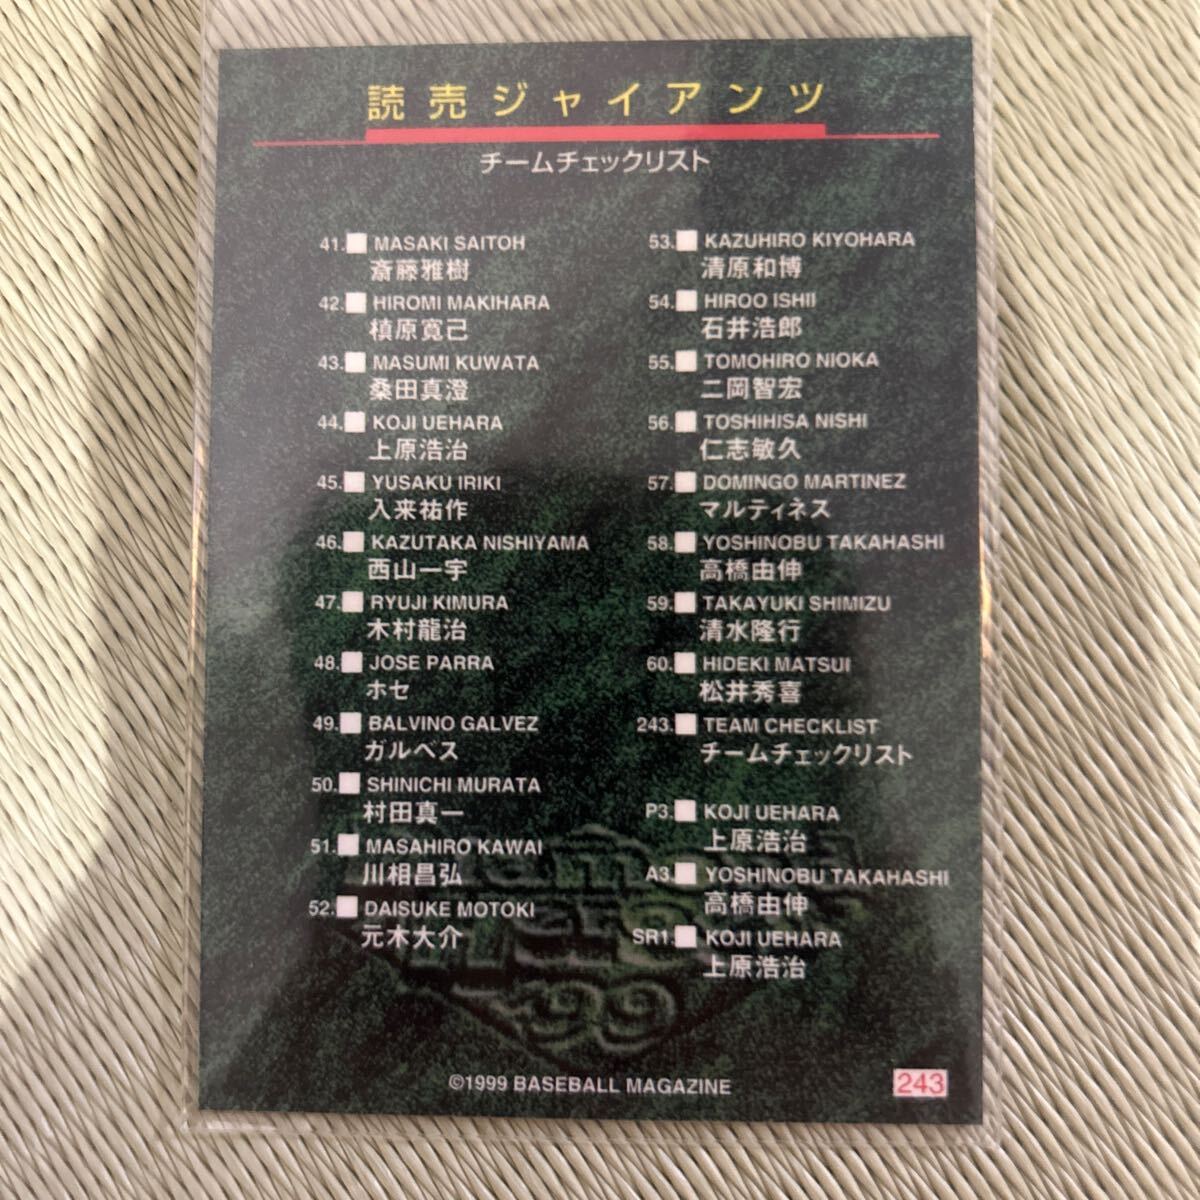 読売ジャイアンツ
チームチェックリスト
41. MASAKI SAITOH
斎藤雅樹
42. HIROMI MAKIHARA
槙原寛己
43. MASUMI KUWATA
桑田真澄
44. KOJI UEHARA
上原浩治
45. YUSAKU IRIKI
入来祐作
46. KAZUTAKA NISHIYAMA
西山一宇
47. RYUJI KIMURA
木村龍治
48. JOSE PARRA
ホセ
49. BALVINO GALVEZ
ガルベス
50. SHINICHI MURATA
村田真一
51. MASAHIRO KAWAI
川相昌弘
52. DAISUKE MOTOKI
元木大介
53. KAZUHIRO KIYOHARA
清原和博
54. HIROO ISHII
石井浩郎
55. TOMOHIRO NIOKA
二岡智宏
56. TOSHIHISA NISHI
仁志敏久
57. DOMINGO MARTINEZ
マルティネス
58. YOSHINOBU TAKAHASHI
高橋由伸
59. TAKAYUKI SHIMIZU
清水隆行
60. HIDEKI MATSUI
松井秀喜
243. TEAM CHECKLIST
チームチェックリスト
P3. KOJI UEHARA
上原浩治
A3. YOSHINOBU TAKAHASHI
高橋由伸
SR1. KOJI UEHARA
上原浩治
Diamond
Heroes
99
©1999 BASEBALL MAGAZINE
243